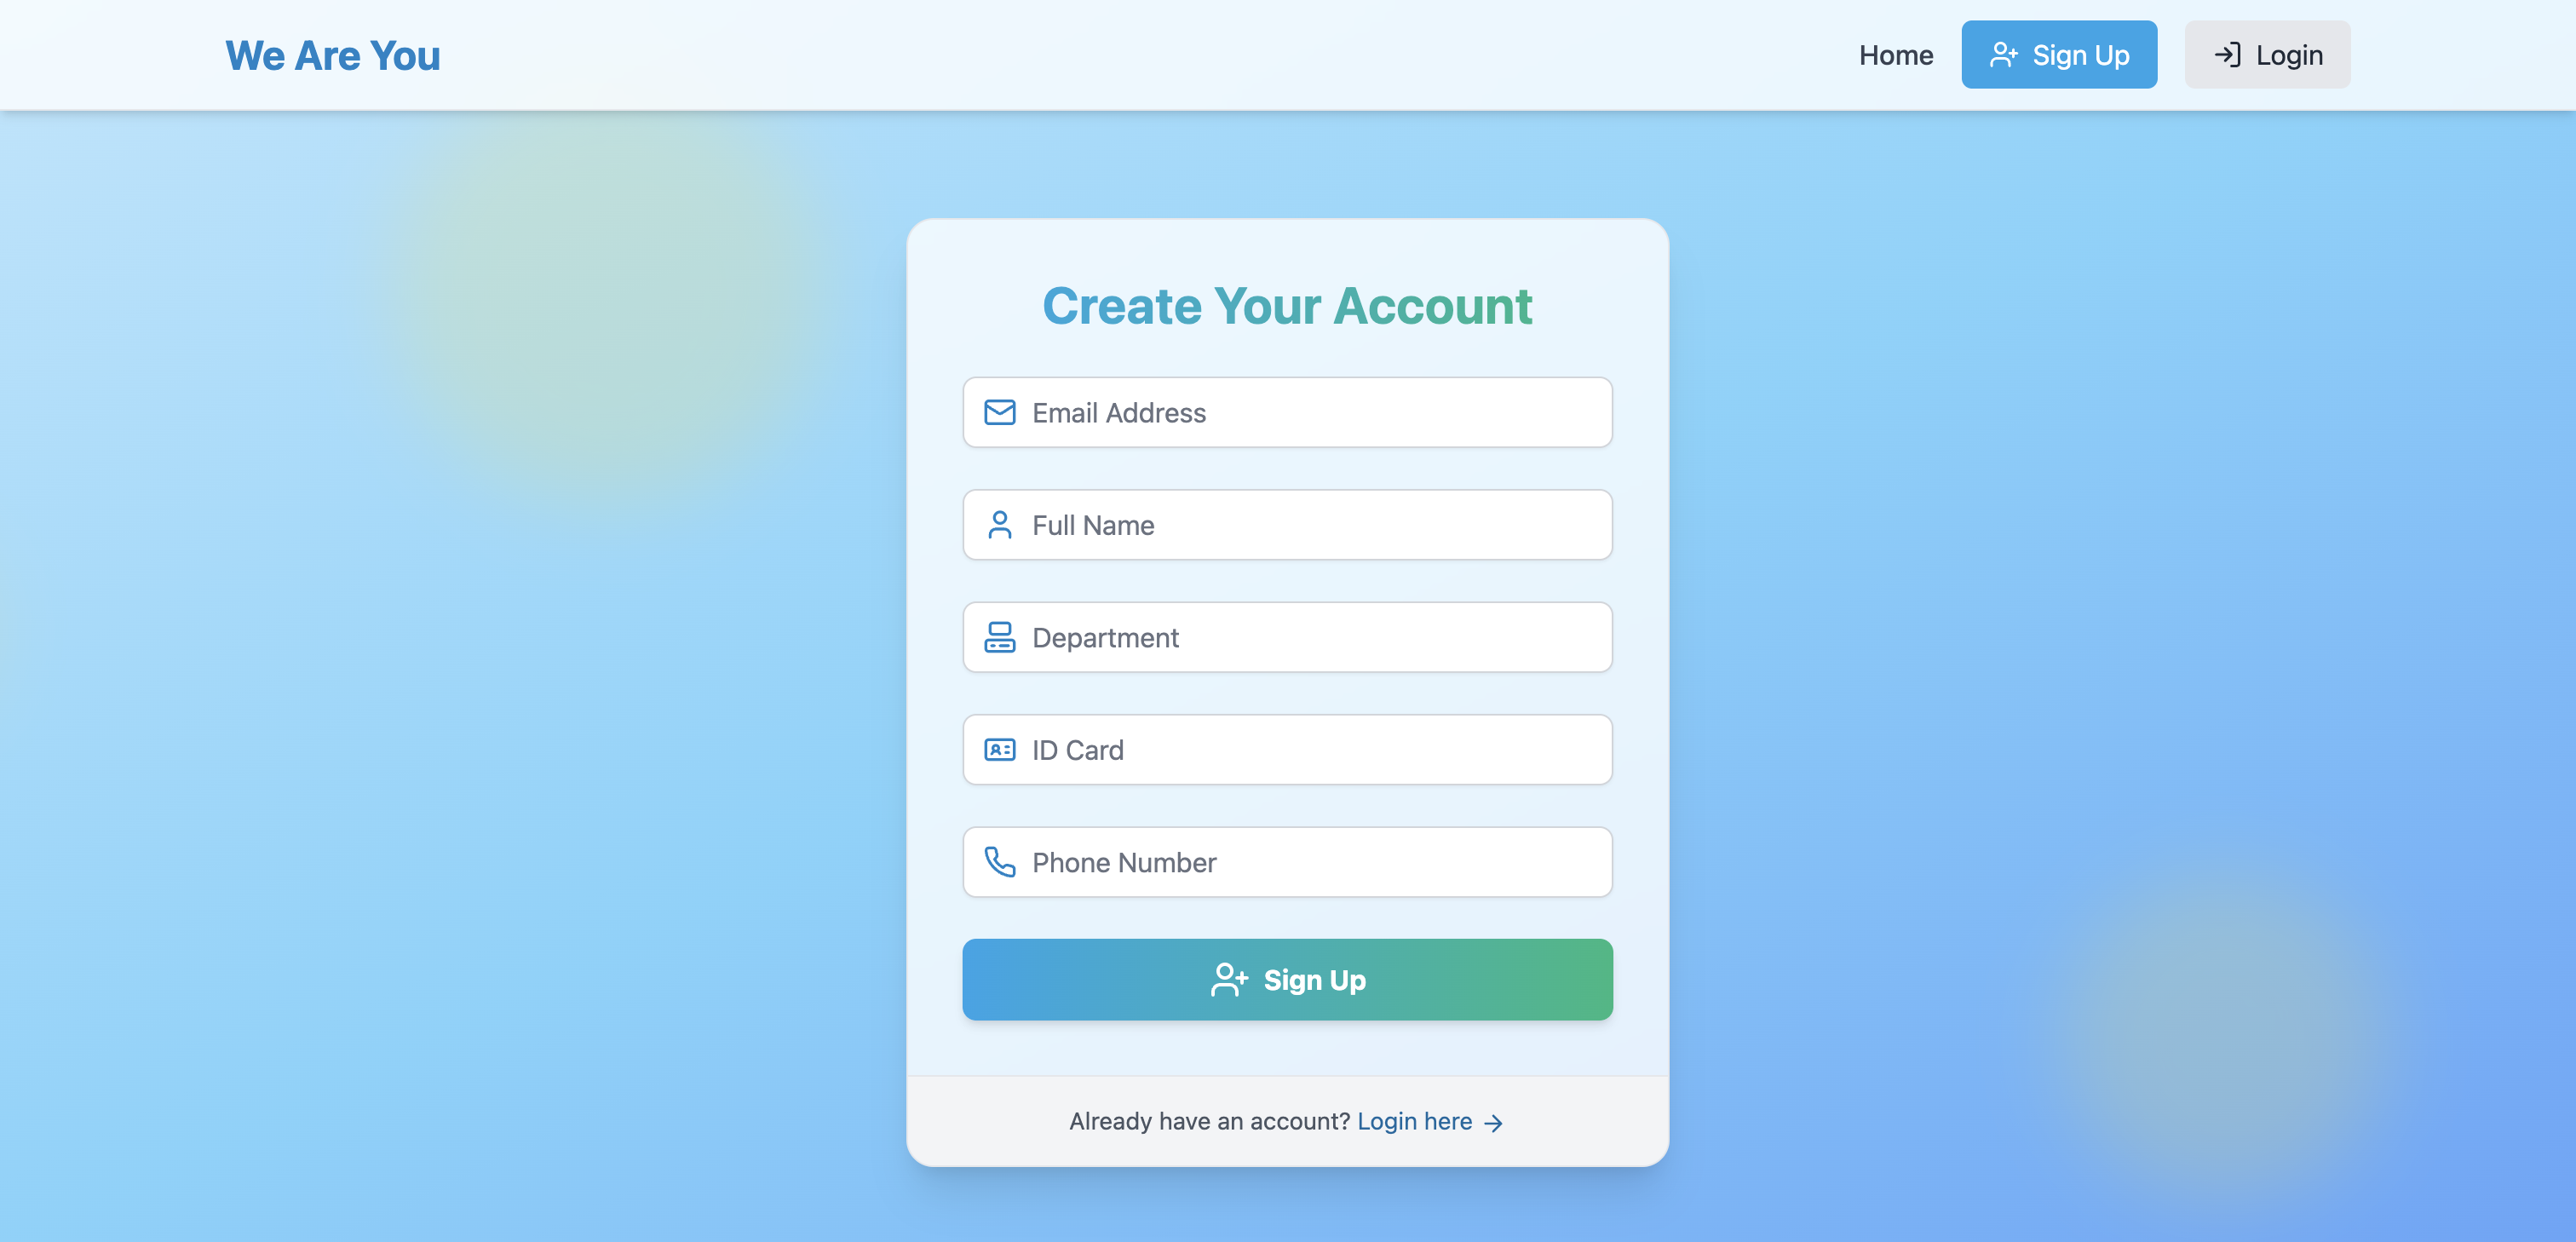 We Are You
Home
Sign Up
Login
Create Your Account
Email Address
Full Name
Department
ID Card
Phone Number
Sign Up
Already have an account? Login here →